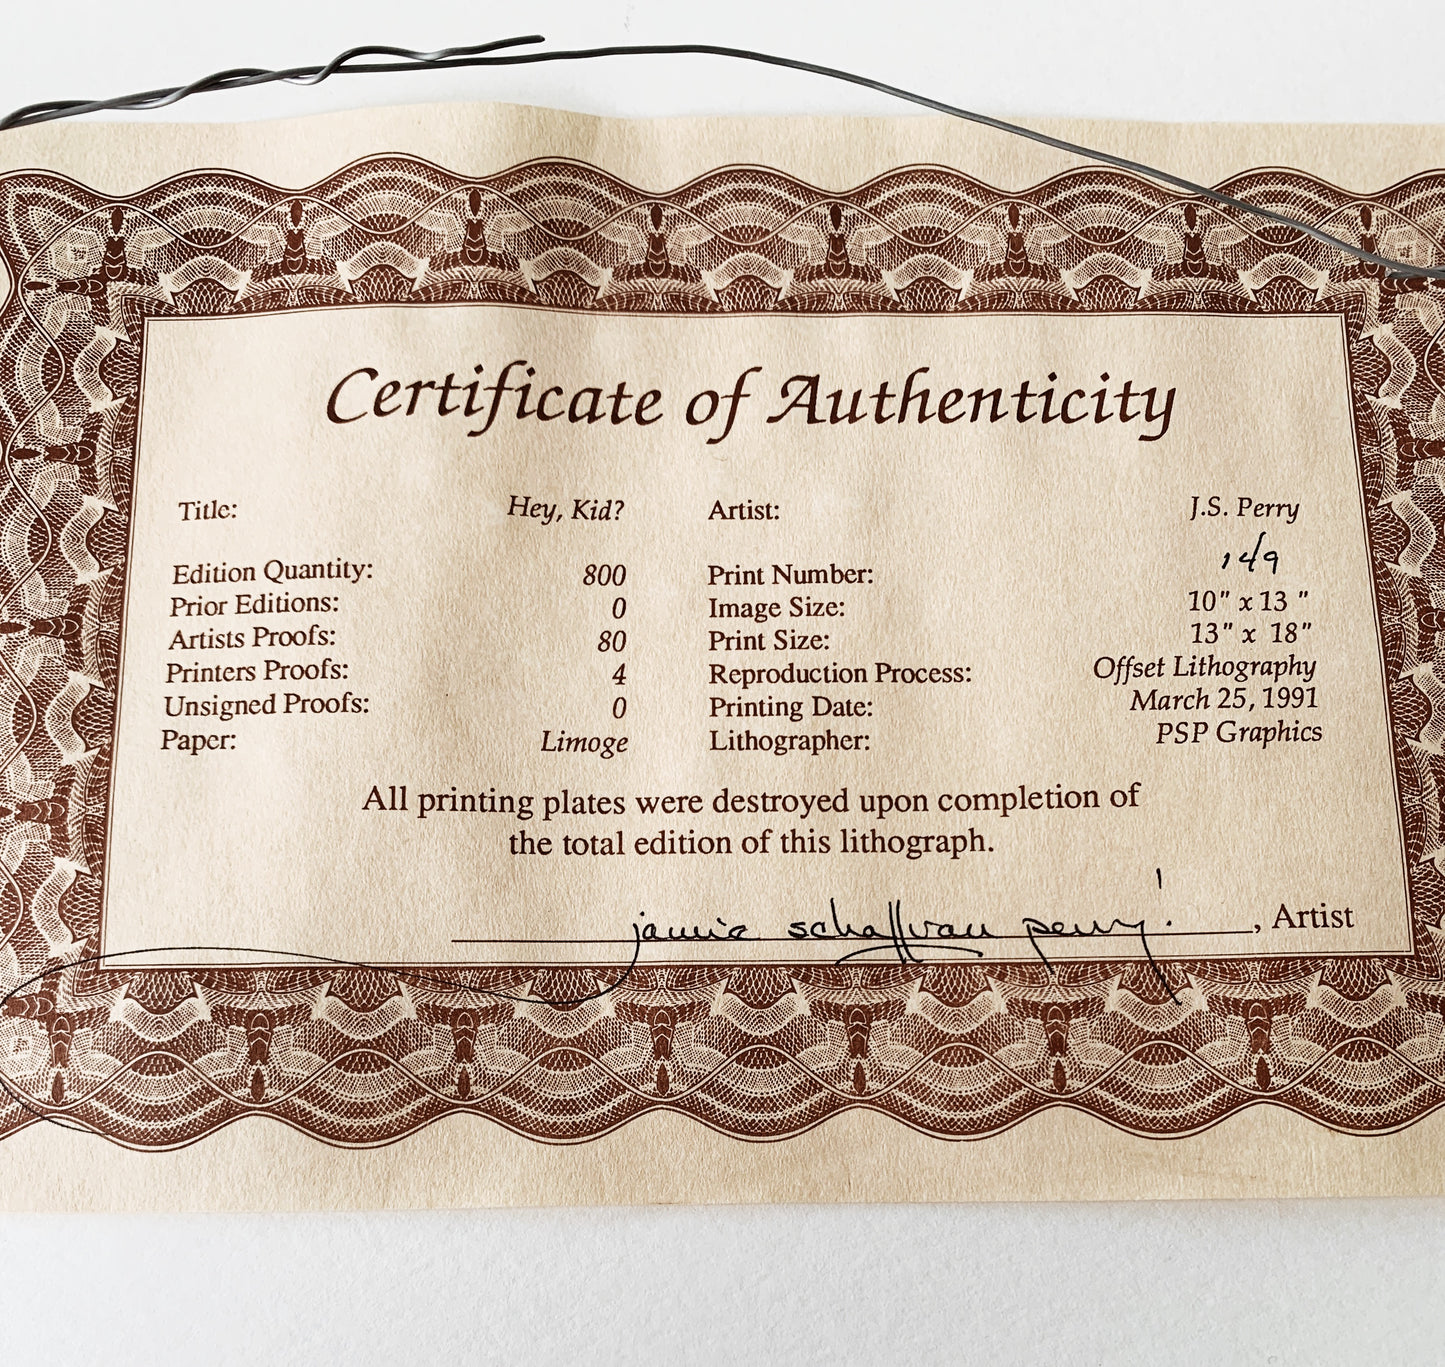 Certificate of Authenticity
Title: Hey, Kid? Artist: J.S. Perry
Edition Quantity: 800 Print Number: 149
Prior Editions: 0 Image Size: 10" x 13 "
Artists Proofs: 80 Print Size: 13" x 18"
Printers Proofs: 4 Reproduction Process: Offset Lithography
Unsigned Proofs: 0 Printing Date: March 25, 1991
Paper: Limoge Lithographer: PSP Graphics
All printing plates were destroyed upon completion of
the total edition of this lithograph.
jamie perry! , Artist